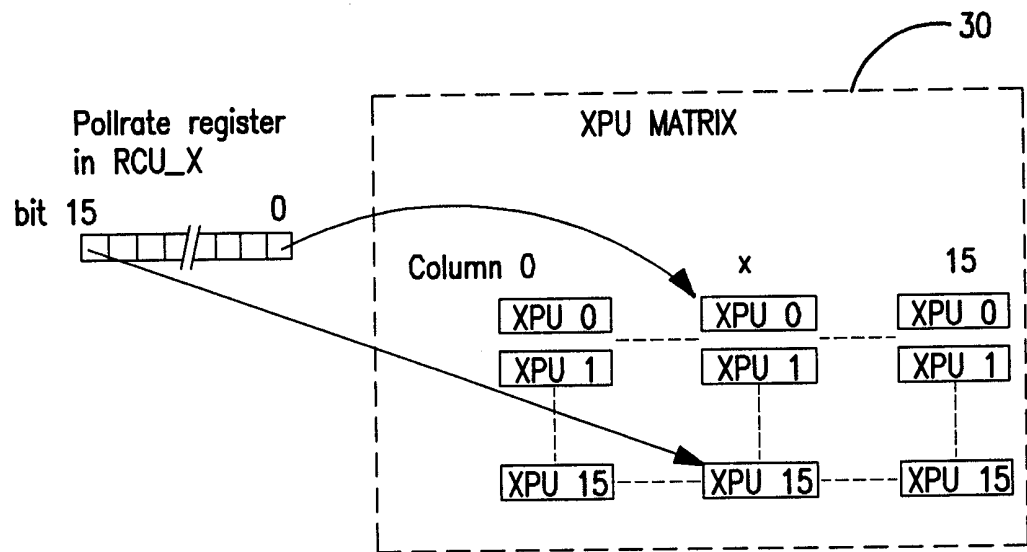 30
Pollrate register
in RCU_X
XPU MATRIX
bit 15 0
Column 0 x 15
XPU 0 XPU 0 XPU 0
XPU 1 XPU 1 XPU 1
XPU 15 XPU 15 XPU 15